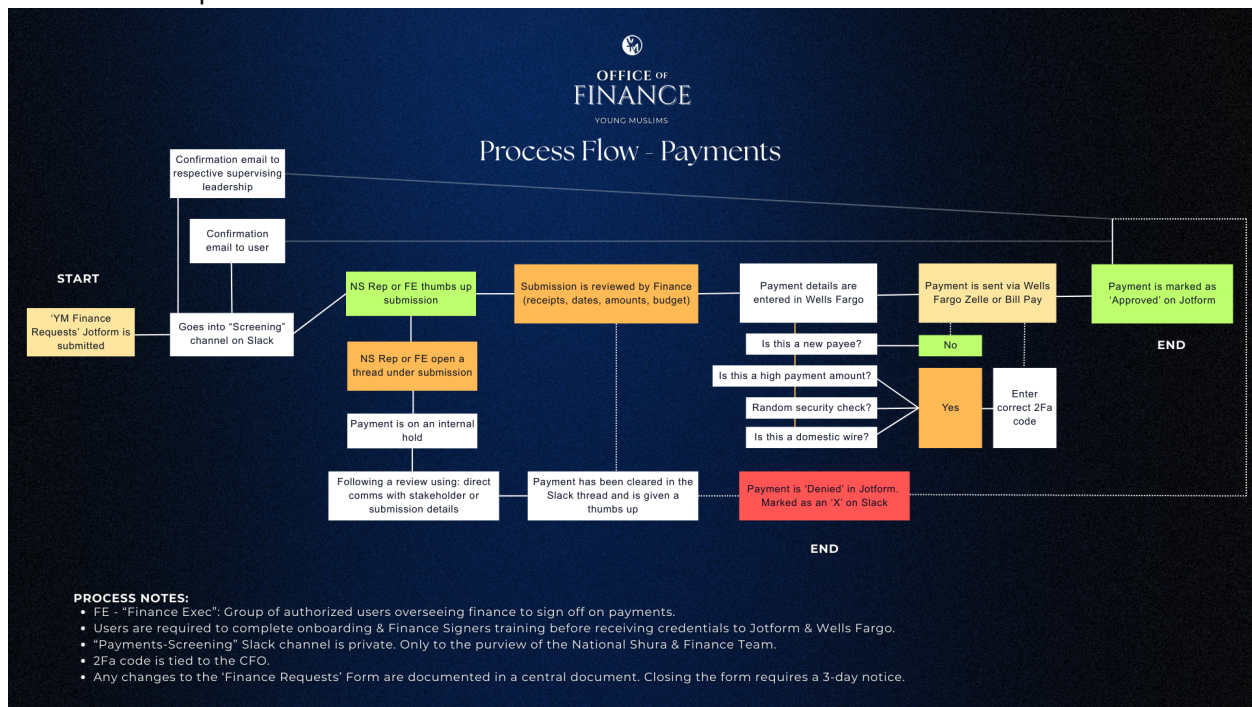 OFFICE OF
FINANCE
YOUNG MUSLIMS
Process Flow - Payments
Confirmation email to
respective supervising
leadership
Confirmation
email to user
START
‘YM Finance
Requests’ Jotform is
submitted
Goes into “Screening”
channel on Slack
NS Rep or FE thumbs up
submission
NS Rep or FE open a
thread under submission
Payment is on an internal
hold
Following a review using: direct
comms with stakeholder or
submission details
Submission is reviewed by Finance
(receipts, dates, amounts, budget)
Payment has been cleared in the
Slack thread and is given a
thumbs up
Payment details are
entered in Wells Fargo
Is this a new payee?
Is this a high payment amount?
Random security check?
Is this a domestic wire?
Payment is sent via Wells
Fargo Zelle or Bill Pay
No
Yes
Enter
correct 2Fa
code
Payment is marked as
‘Approved’ on Jotform
END
Payment is ‘Denied’ in Jotform.
Marked as an ‘X’ on Slack
END
PROCESS NOTES:
• FE - “Finance Exec”: Group of authorized users overseeing finance to sign off on payments.
• Users are required to complete onboarding & Finance Signers training before receiving credentials to Jotform & Wells Fargo.
• “Payments-Screening” Slack channel is private. Only to the purview of the National Shura & Finance Team.
• 2Fa code is tied to the CFO.
• Any changes to the ‘Finance Requests’ Form are documented in a central document. Closing the form requires a 3-day notice.